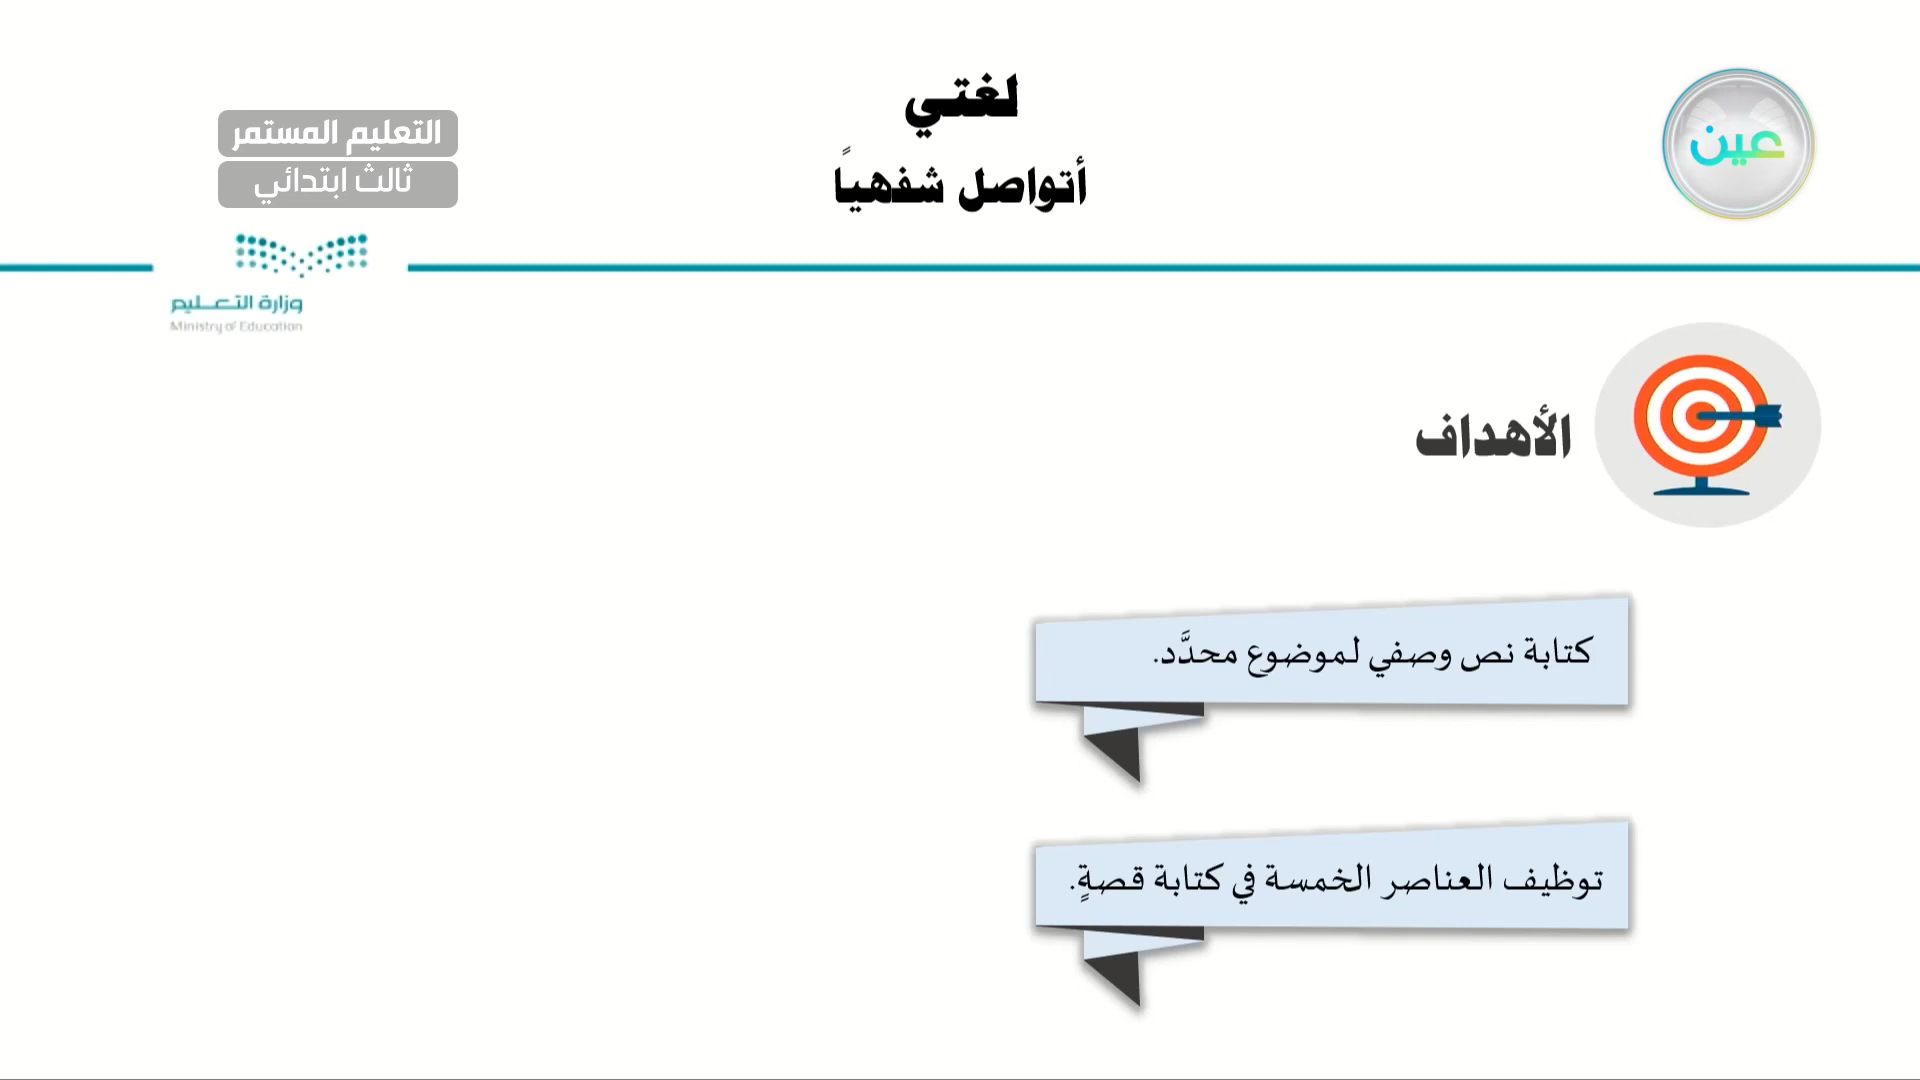 لغتي
أتواصل شفهياً
عين
التعليم المستمر
ثالث ابتدائي
وزارة التعـليم
Ministry of Education
الأهداف
كتابة نص وصفي لموضوع محدَّد.
توظيف العناصر الخمسة في كتابة قصةٍ.